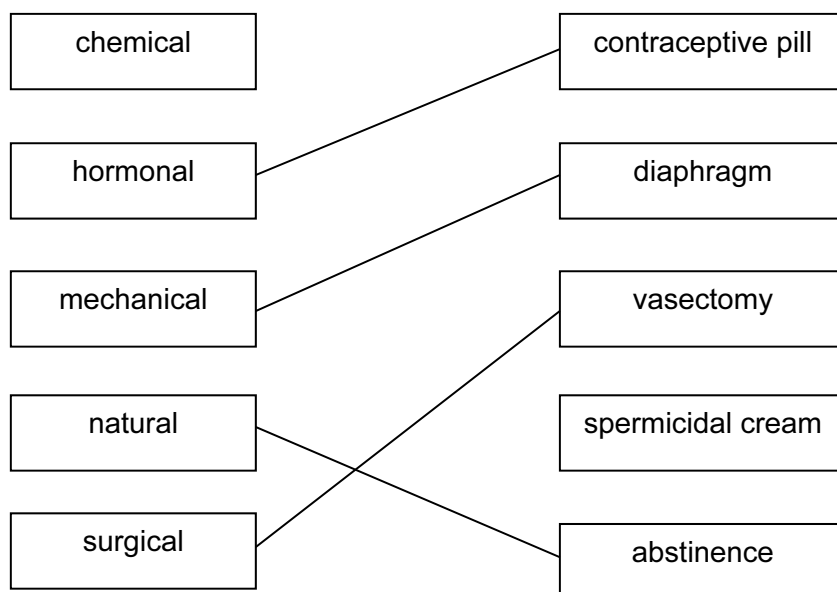 chemical
contraceptive pill
hormonal
diaphragm
mechanical
vasectomy
natural
spermicidal cream
surgical
abstinence